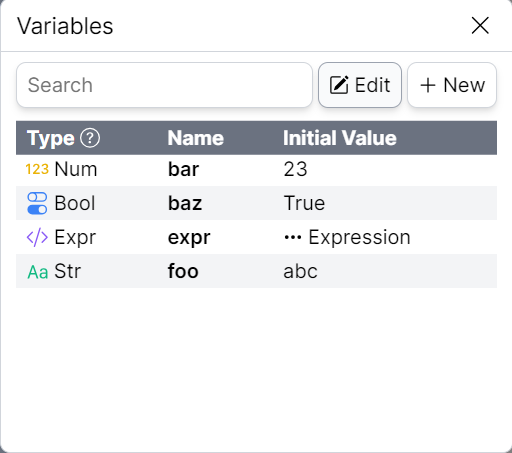 Variables
Search Edit + New
Type ? Name Initial Value
123 Num bar 23
Bool baz True
</> Expr expr ••• Expression
Aa Str foo abc